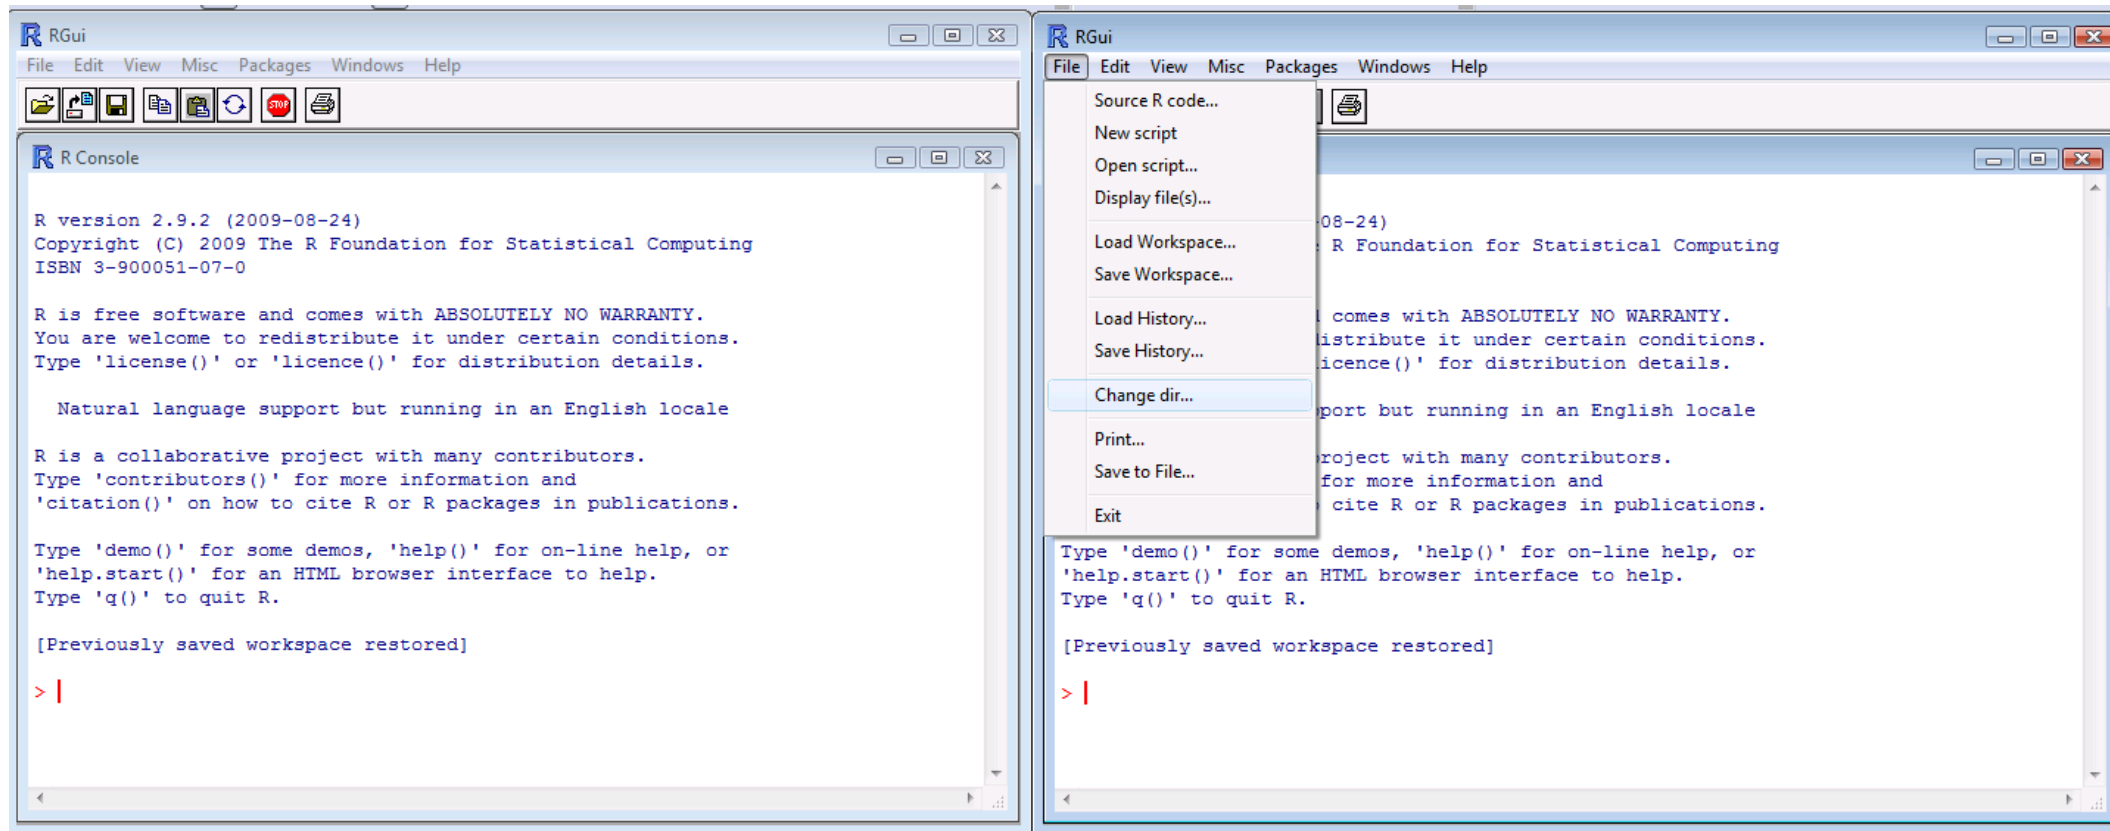 RGui
File Edit View Misc Packages Windows Help
STOP
R Console
R version 2.9.2 (2009-08-24)
Copyright (C) 2009 The R Foundation for Statistical Computing
ISBN 3-900051-07-0
R is free software and comes with ABSOLUTELY NO WARRANTY.
You are welcome to redistribute it under certain conditions.
Type 'license()' or 'licence()' for distribution details.
Natural language support but running in an English locale
R is a collaborative project with many contributors.
Type 'contributors()' for more information and
'citation()' on how to cite R or R packages in publications.
Type 'demo()' for some demos, 'help()' for on-line help, or
'help.start()' for an HTML browser interface to help.
Type 'q()' to quit R.
[Previously saved workspace restored]
>
RGui
File Edit View Misc Packages Windows Help
Source R code...
New script
Open script...
Display file(s)...
Load Workspace...
Save Workspace...
Load History...
Save History...
Change dir...
Print...
Save to File...
Exit
-08-24)
R Foundation for Statistical Computing
comes with ABSOLUTELY NO WARRANTY.
distribute it under certain conditions.
icence()' for distribution details.
port but running in an English locale
roject with many contributors.
for more information and
cite R or R packages in publications.
Type 'demo()' for some demos, 'help()' for on-line help, or
'help.start()' for an HTML browser interface to help.
Type 'q()' to quit R.
[Previously saved workspace restored]
>